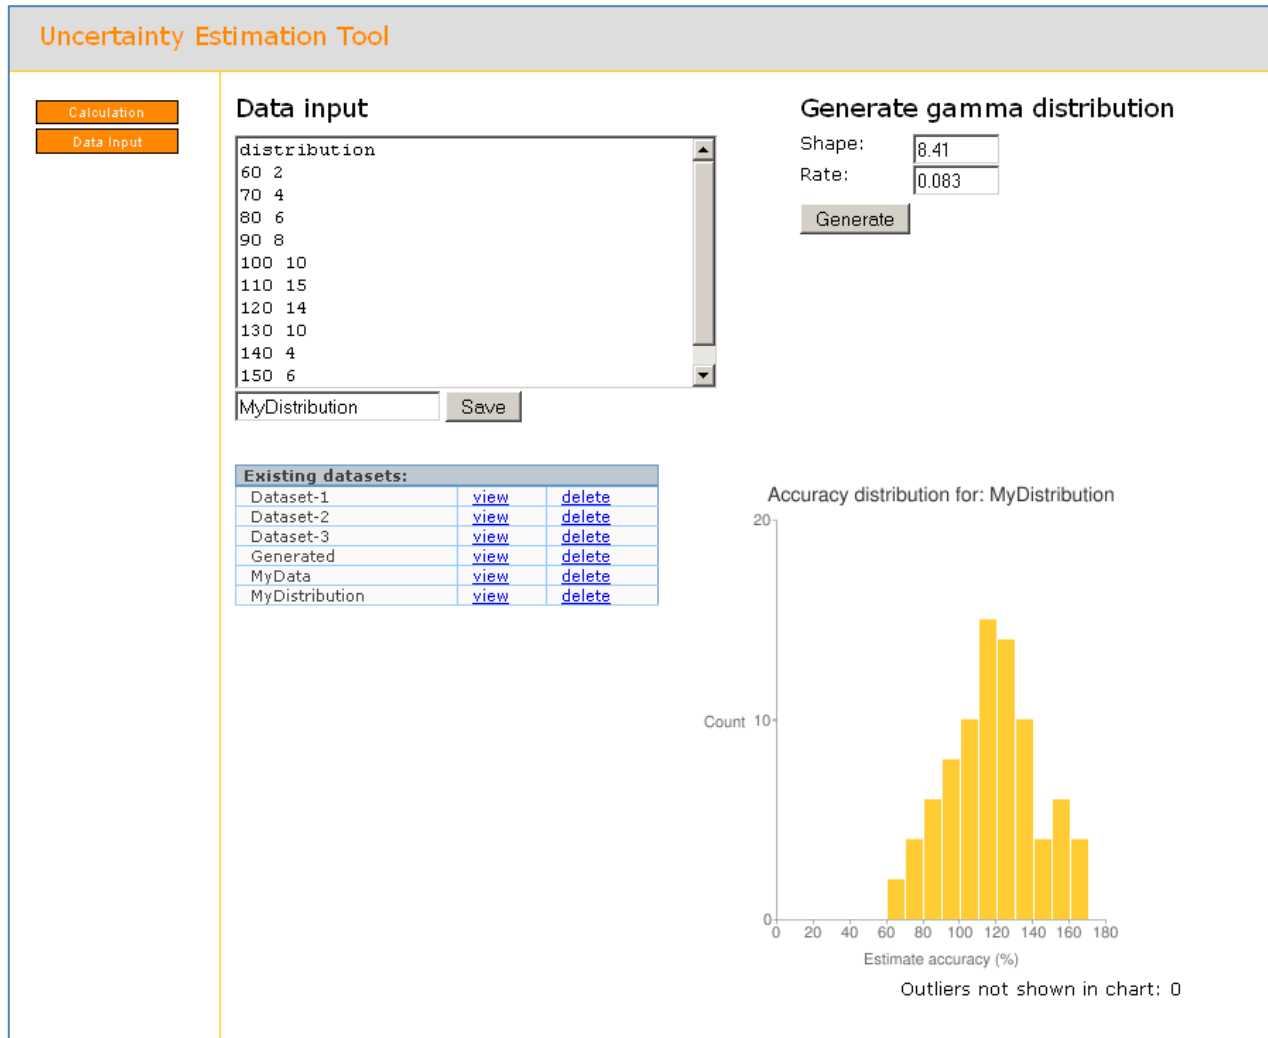 Uncertainty Estimation Tool
Calculation
Data Input
Data input
distribution
60 2
70 4
80 6
90 8
100 10
110 15
120 14
130 10
140 4
150 6
MyDistribution Save
Generate gamma distribution
Shape: 8.41
Rate: 0.083
Generate
Existing datasets:
Dataset-1 view delete
Dataset-2 view delete
Dataset-3 view delete
Generated view delete
MyData view delete
MyDistribution view delete
Accuracy distribution for: MyDistribution
20
Count 10
0
0 20 40 60 80 100 120 140 160 180
Estimate accuracy (%)
Outliers not shown in chart: 0